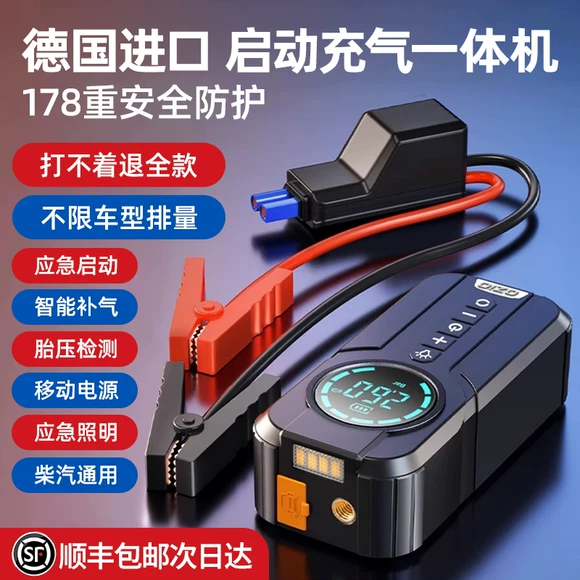 德国进口 启动充气一体机
178重安全防护
打不着退全款
不限车型排量
应急启动
智能补气
胎压检测
移动电源
应急照明
柴汽通用
OZIO
092
SF 顺丰包邮次日达